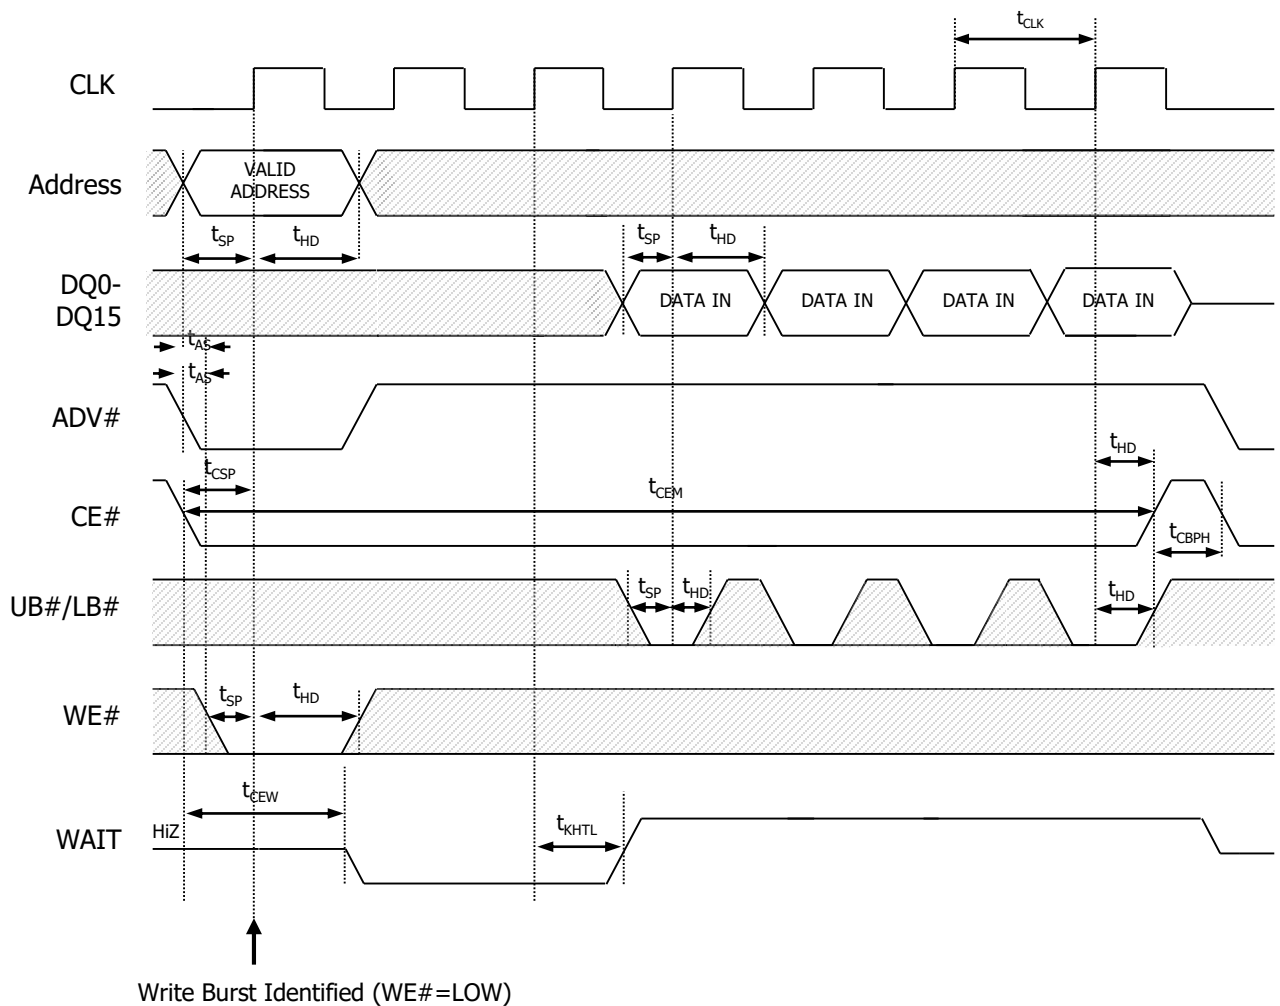 tCLK
CLK
Address
VALID
ADDRESS
tSP
tHD
tSP
tHD
DQ0-
DQ15
DATA IN
DATA IN
DATA IN
DATA IN
tAS
tAS
ADV#
tHD
tCSP
tCEM
CE#
tCBPH
UB#/LB#
tSP
tHD
tHD
WE#
tSP
tHD
tCEW
WAIT
HiZ
tKHTL
Write Burst Identified (WE#=LOW)